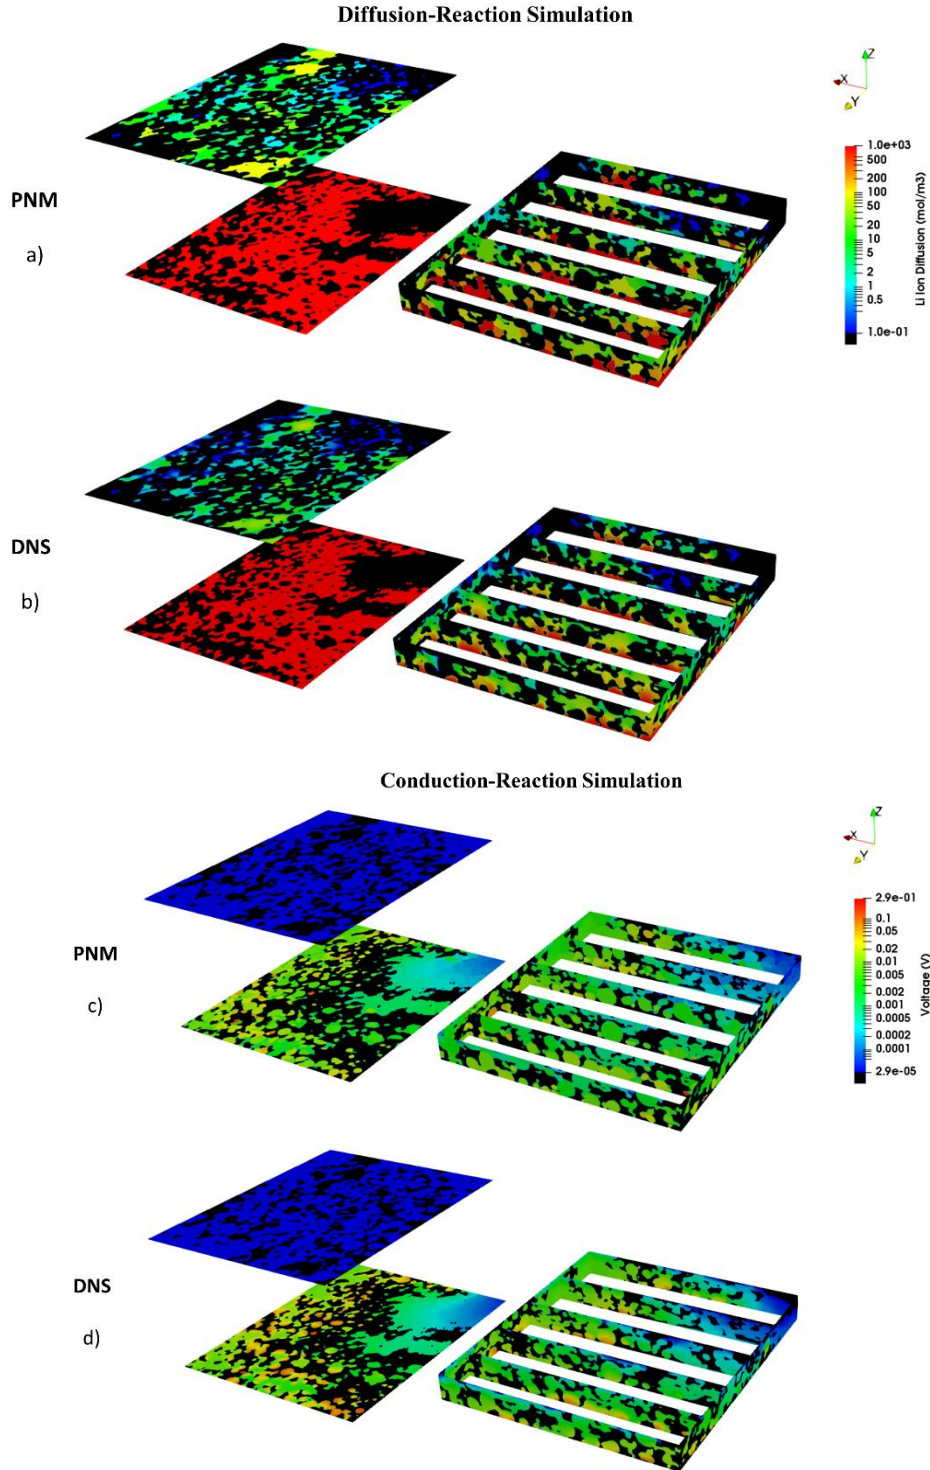 Diffusion-Reaction Simulation
Z
X
Y
1.0e+03
500
200
100
50
20
10
5
2
1
0.5
1.0e-01
Li Ion Diffusion (mol/m3)
PNM
a)
DNS
b)
Conduction-Reaction Simulation
Z
X
Y
2.9e-01
0.1
0.05
0.02
0.01
0.005
0.002
0.001
0.0005
0.0002
0.0001
2.9e-05
Voltage (V)
PNM
c)
DNS
d)